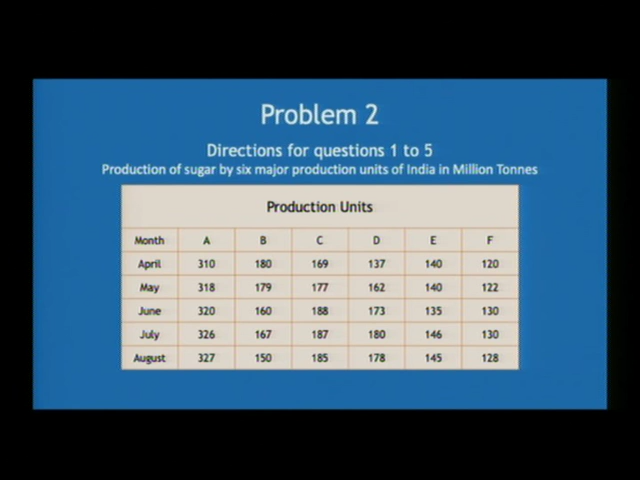 Problem 2
Directions for questions 1 to 5
Production of sugar by six major production units of India in Million Tonnes
Production Units
Month A B C D E F
April 310 180 169 137 140 120
May 318 179 177 162 140 122
June 320 160 188 173 135 130
July 326 167 187 180 146 130
August 327 150 185 178 145 128